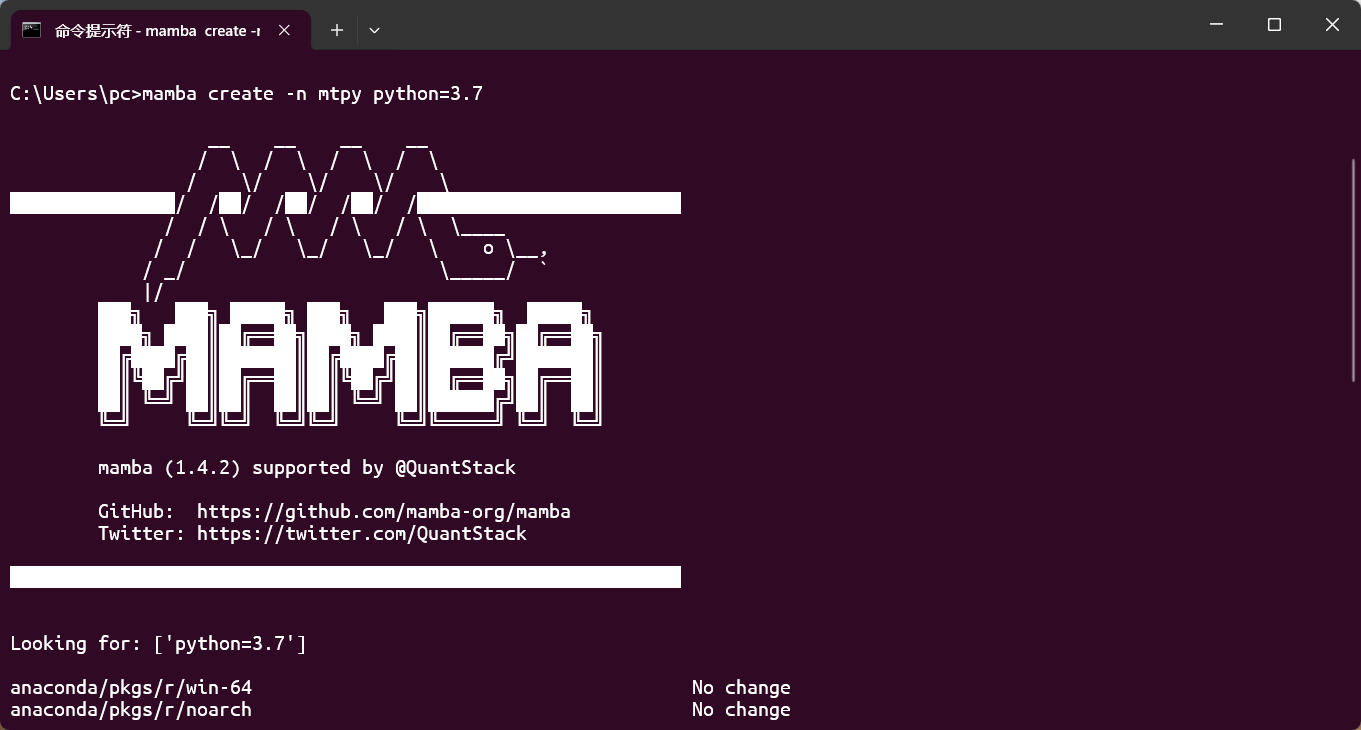 命令提示符 - mamba  create -r
C:\Users\pc>mamba create -n mtpy python=3.7
MAMBA
mamba (1.4.2) supported by @QuantStack
GitHub:  https://github.com/mamba-org/mamba
Twitter: https://twitter.com/QuantStack
Looking for: ['python=3.7']
anaconda/pkgs/r/win-64 No change
anaconda/pkgs/r/noarch No change